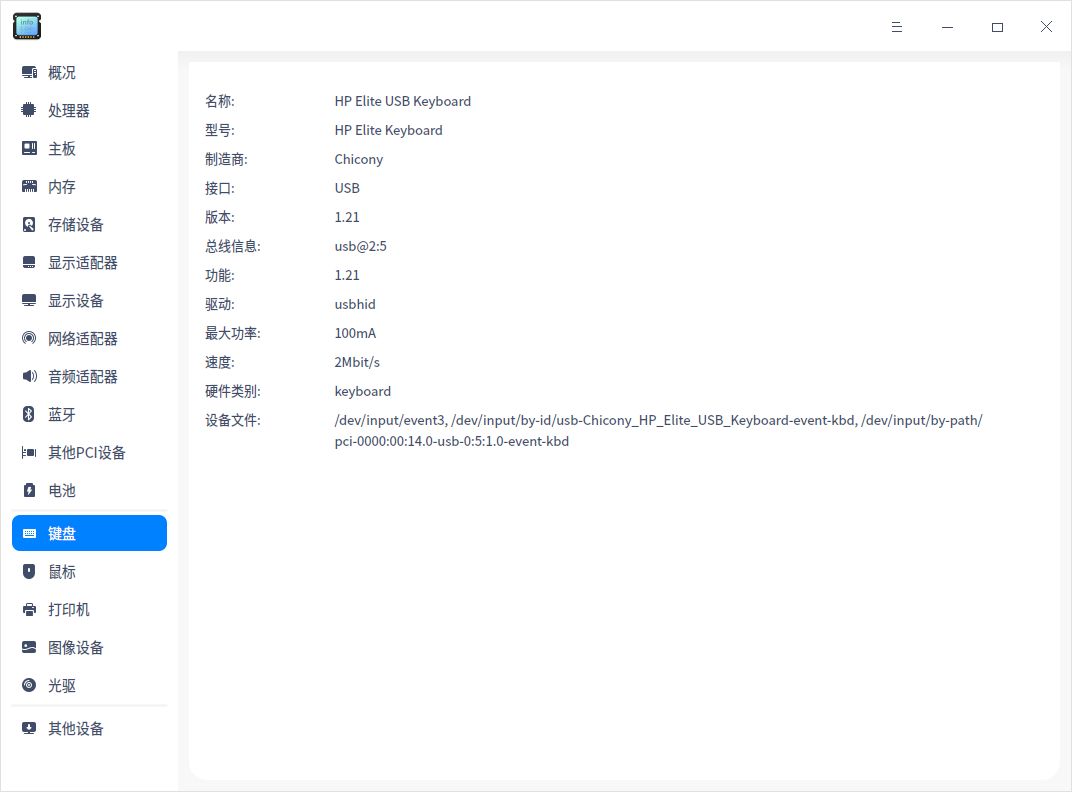 info
概况
处理器
主板
内存
存储设备
显示适配器
显示设备
网络适配器
音频适配器
蓝牙
其他PCI设备
电池
键盘
鼠标
打印机
图像设备
光驱
其他设备
名称: HP Elite USB Keyboard
型号: HP Elite Keyboard
制造商: Chicony
接口: USB
版本: 1.21
总线信息: usb@2:5
功能: 1.21
驱动: usbhid
最大功率: 100mA
速度: 2Mbit/s
硬件类别: keyboard
设备文件: /dev/input/event3, /dev/input/by-id/usb-Chicony_HP_Elite_USB_Keyboard-event-kbd, /dev/input/by-path/
pci-0000:00:14.0-usb-0:5:1.0-event-kbd